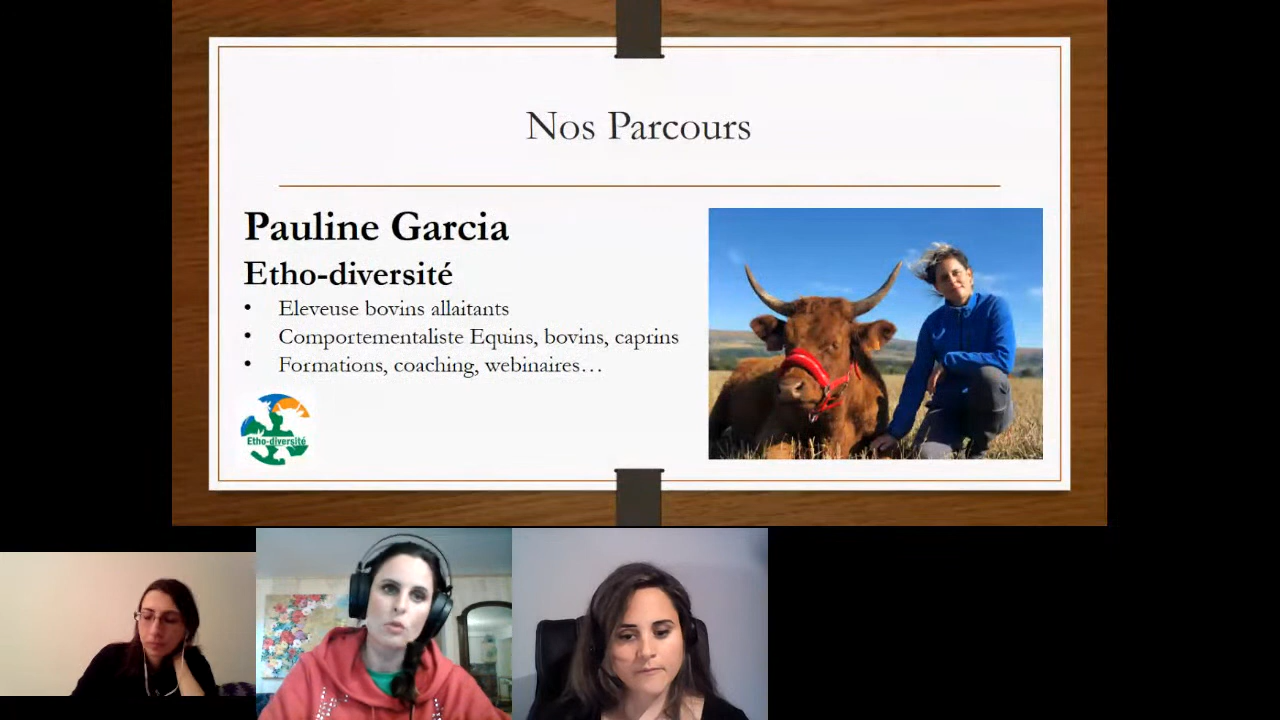 Nos Parcours
Pauline Garcia
Etho-diversité
• Eleveuse bovins allaitants
• Comportementaliste Equins, bovins, caprins
• Formations, coaching, webinaires…
Etho-diversité